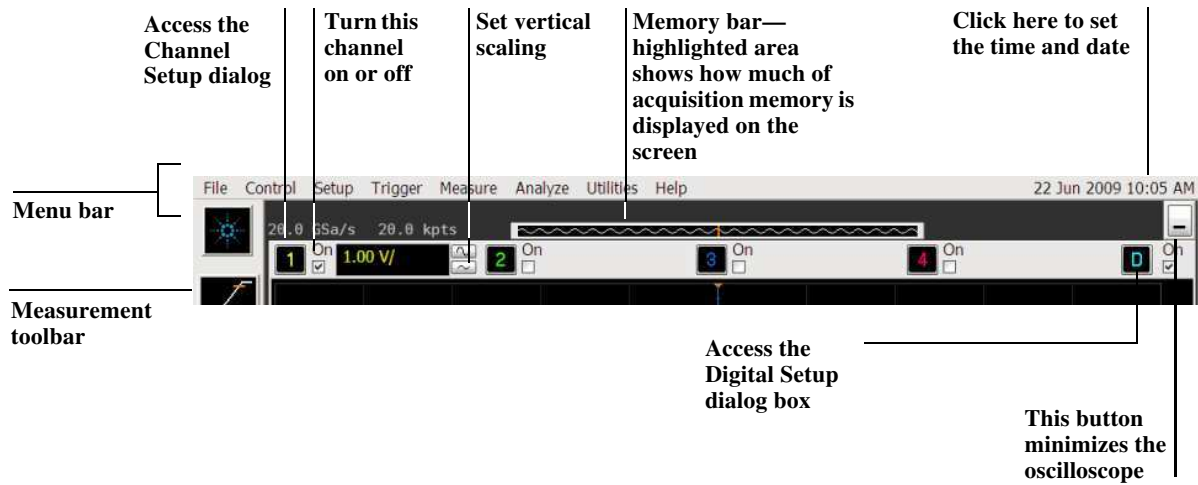 Access the
Channel
Setup dialog
Turn this
channel
on or off
Set vertical
scaling
Memory bar—
highlighted area
shows how much of
acquisition memory is
displayed on the
screen
Click here to set
the time and date
Menu bar
File Control Setup Trigger Measure Analyze Utilities Help 22 Jun 2009 10:05 AM
20.0 GSa/s 20.0 kpts
1 On 1.00 V/ 2 On 3 On 4 On D On
Measurement
toolbar
Access the
Digital Setup
dialog box
This button
minimizes the
oscilloscope